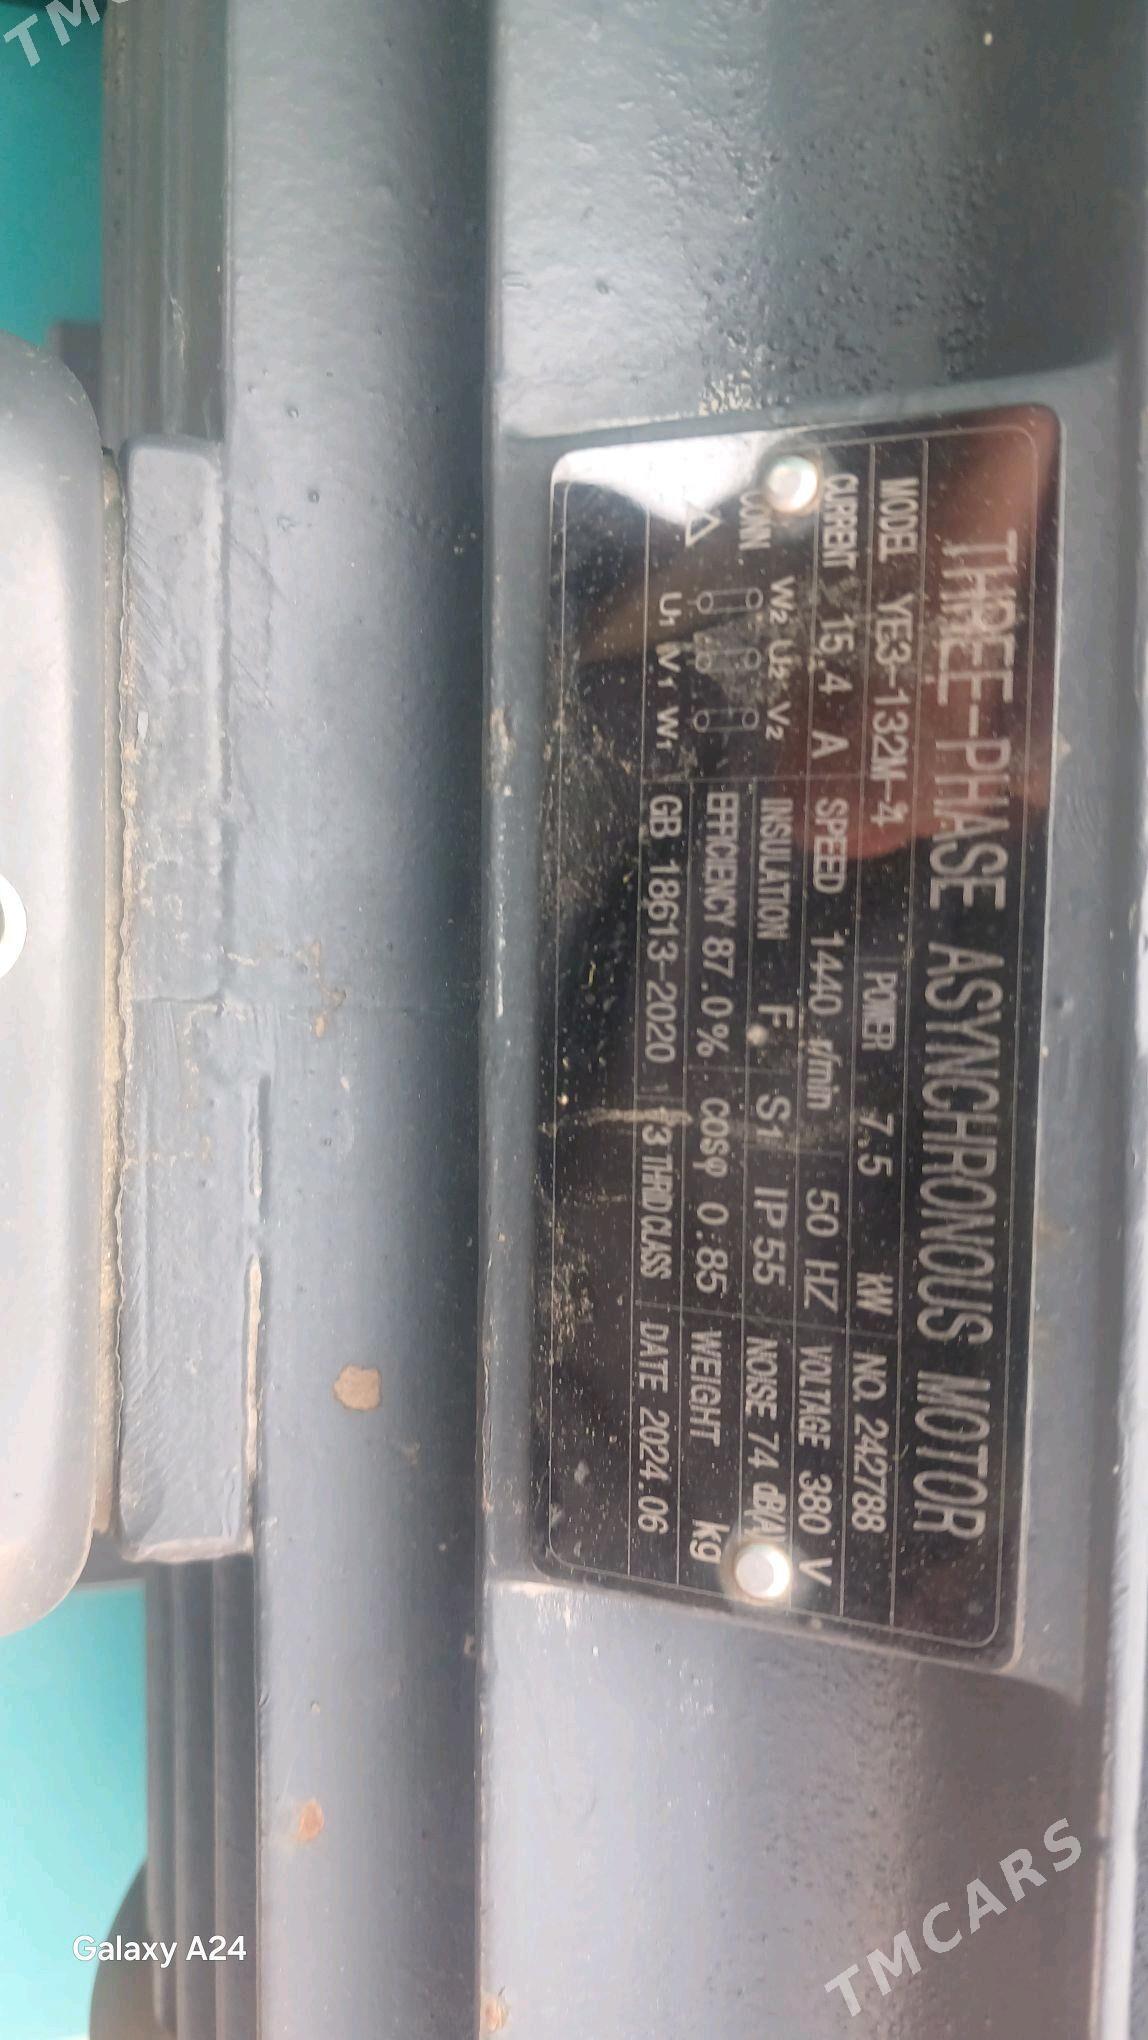 THREE-PHASE ASYNCHRONOUS MOTOR
MODEL YE3-132M-4 POWER 7.5 kW NO. 242788
CURRENT 15.4 A SPEED 1440 r/min 50 HZ VOLTAGE 380 V
CONN W2 U2 V2 INSULATION F S1 IP 55 NOISE 74 dB(A)
△ EFFICIENCY 87.0% COSφ 0.85 WEIGHT kg
U1 V1 W1 GB 18613-2020 3 THRID CLASS DATE 2024.06
Galaxy A24
TMCARS